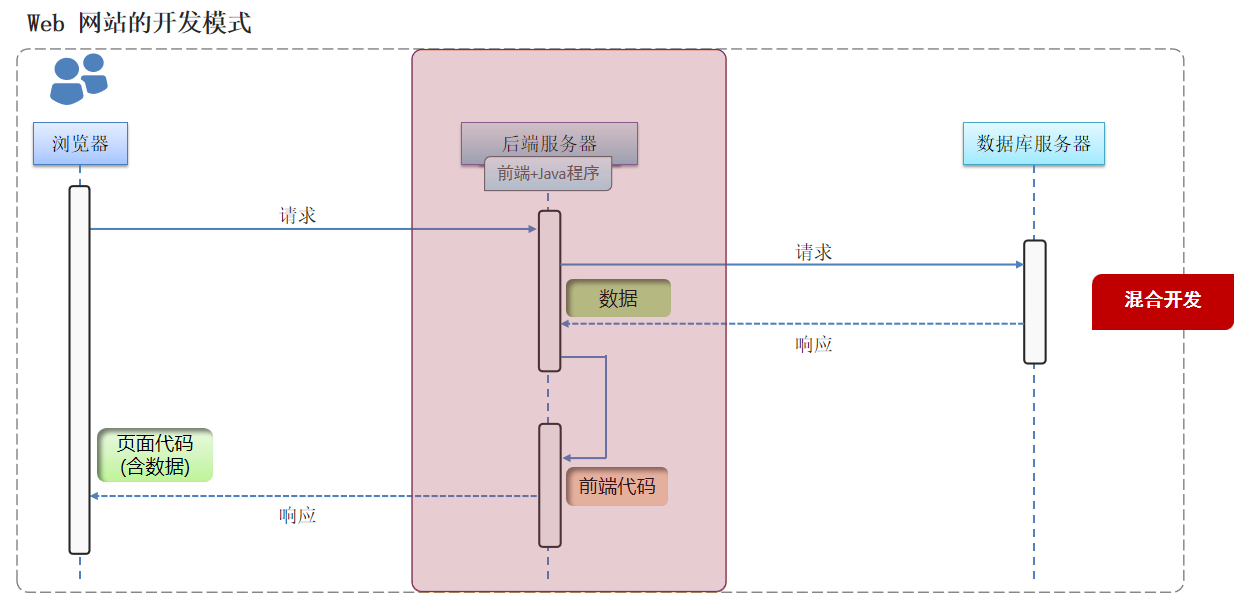 Web 网站的开发模式
浏览器
后端服务器
数据库服务器
前端+Java程序
请求
请求
数据
混合开发
响应
页面代码
(含数据)
前端代码
响应